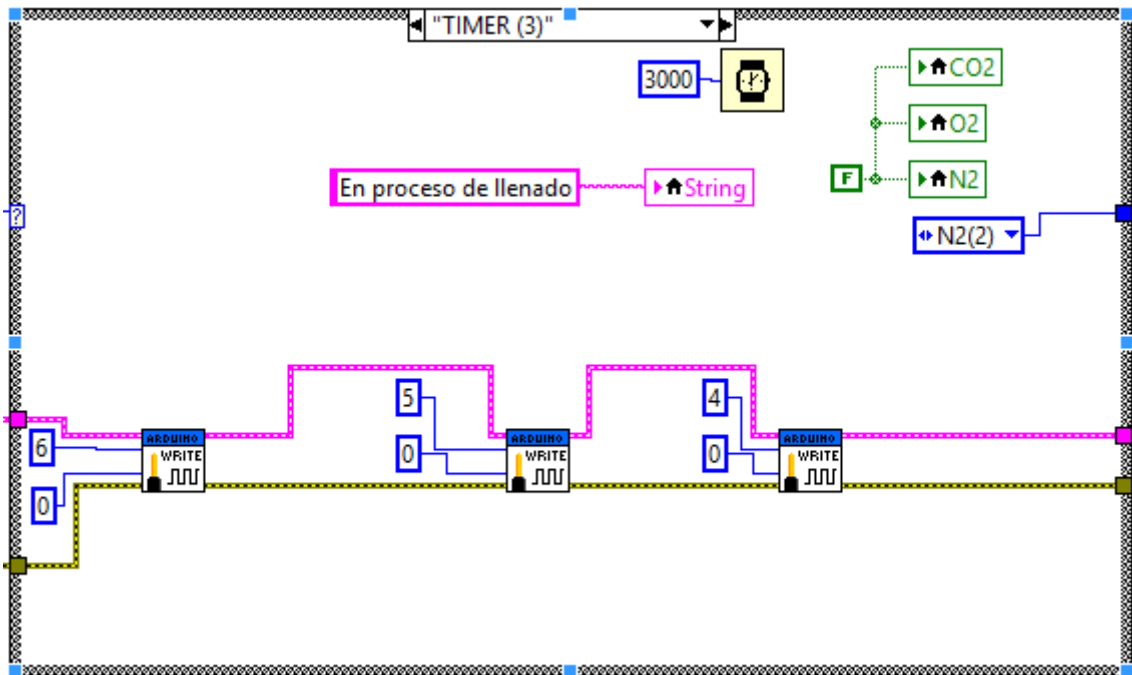 "TIMER (3)"
3000
CO2
O2
En proceso de llenado
String
F
N2
?
N2(2)
6
ARDUINO
WRITE
0
5
0
ARDUINO
WRITE
4
0
ARDUINO
WRITE